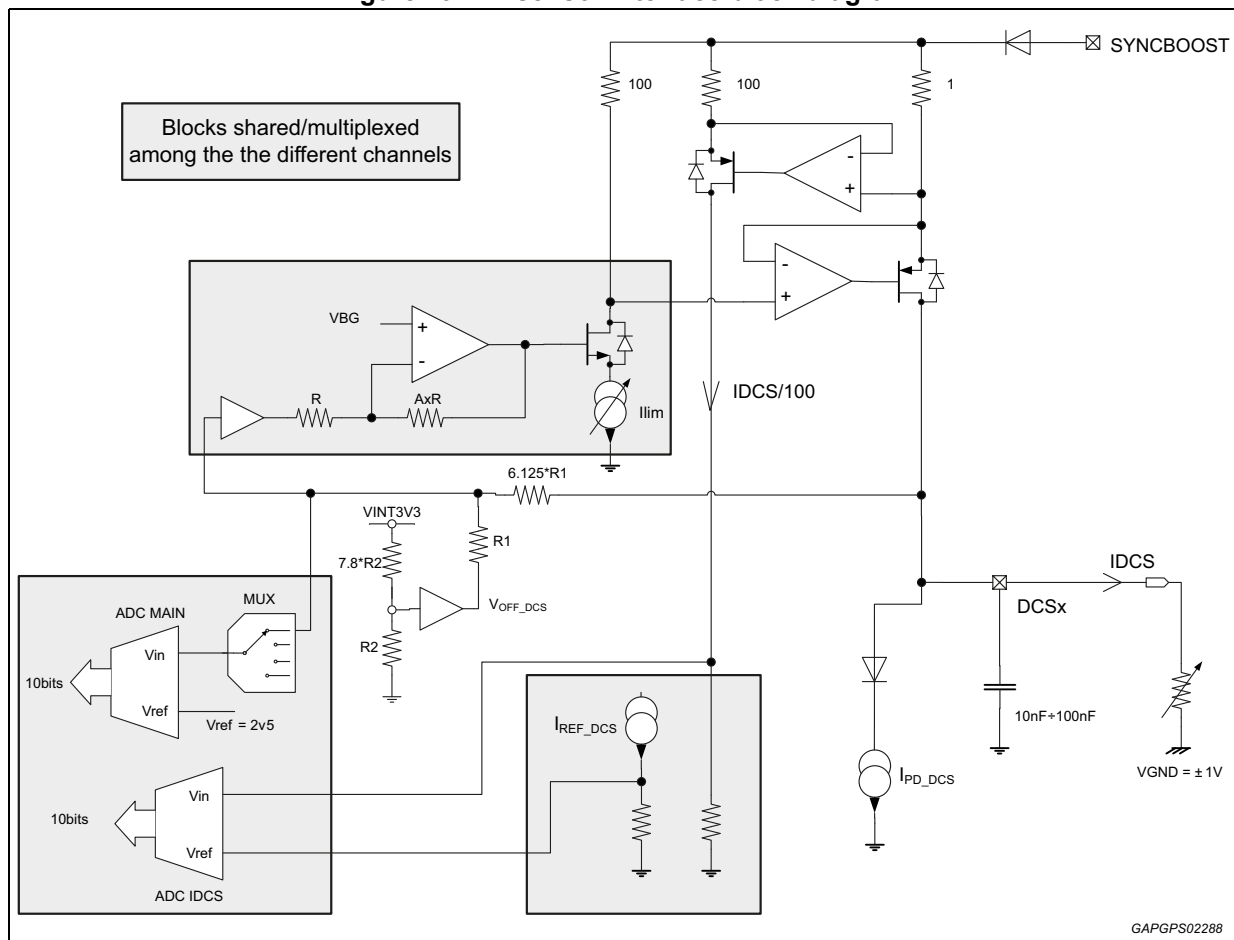 SYNCBOOST
100
100
1
Blocks shared/multiplexed
among the the different channels
-
+
-
+
VBG
+
-
R
AxR
Ilim
IDCS/100
6.125*R1
VINT3V3
7.8*R2
R1
VOFF_DCS
R2
IDCS
DCSx
MUX
ADC MAIN
Vin
10bits
Vref
Vref = 2v5
IREF_DCS
10nF÷100nF
IPD_DCS
VGND = ± 1V
Vin
10bits
Vref
ADC IDCS
GAPGPS02288